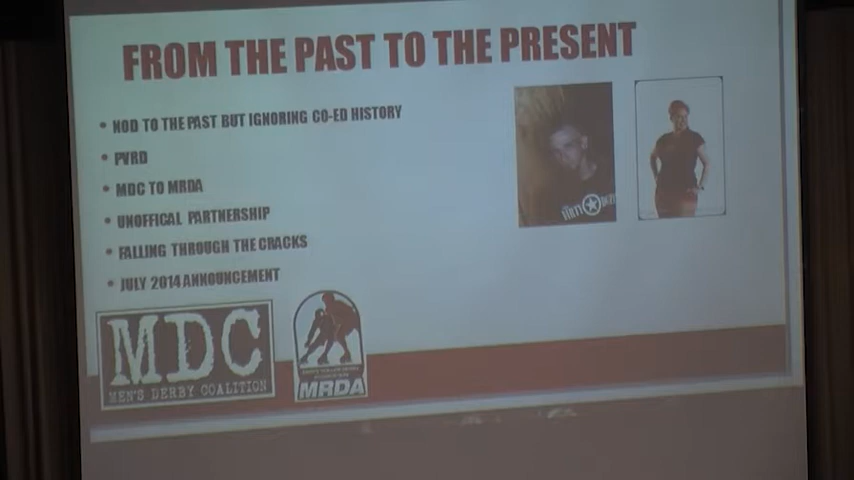 FROM THE PAST TO THE PRESENT
• NOD TO THE PAST BUT IGNORING CO-ED HISTORY
• PVRD
• MDC TO MRDA
• UNOFFICAL PARTNERSHIP
• FALLING THROUGH THE CRACKS
• JULY 2014 ANNOUNCEMENT
MDC
MEN'S DERBY COALITION
MRDA